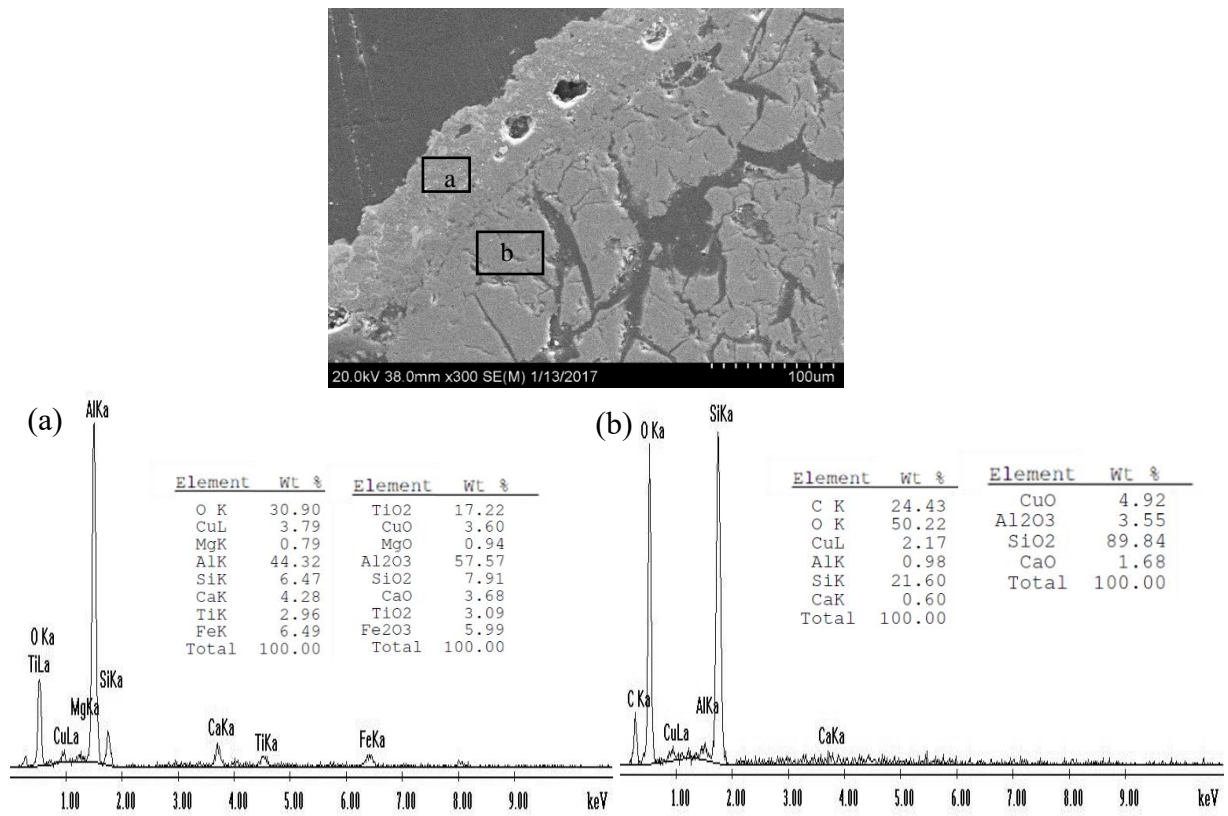 a
b
20.0kV 38.0mm x300 SE(M) 1/13/2017 100um
(a)
AlKa
Element Wt %
O K 30.90
CuL 3.79
MgK 0.79
AlK 44.32
SiK 6.47
CaK 4.28
TiK 2.96
FeK 6.49
Total 100.00
Element Wt %
TiO2 17.22
CuO 3.60
MgO 0.94
Al2O3 57.57
SiO2 7.91
CaO 3.68
TiO2 3.09
Fe2O3 5.99
Total 100.00
O Ka
TiLa
CuLa
MgKa
SiKa
CaKa
TiKa
FeKa
1.00 2.00 3.00 4.00 5.00 6.00 7.00 8.00 9.00 keV
(b)
O Ka
SiKa
Element Wt %
C K 24.43
O K 50.22
CuL 2.17
AlK 0.98
SiK 21.60
CaK 0.60
Total 100.00
Element Wt %
CuO 4.92
Al2O3 3.55
SiO2 89.84
CaO 1.68
Total 100.00
C Ka
CuLa
AlKa
CaKa
1.00 2.00 3.00 4.00 5.00 6.00 7.00 8.00 9.00 keV